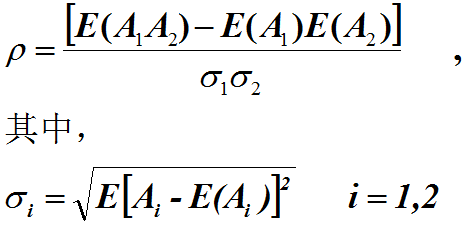 ρ = [E(A₁A₂) − E(A₁)E(A₂)] / σ₁σ₂ ,
其中，
σᵢ = √E[Aᵢ - E(Aᵢ)]² i = 1,2